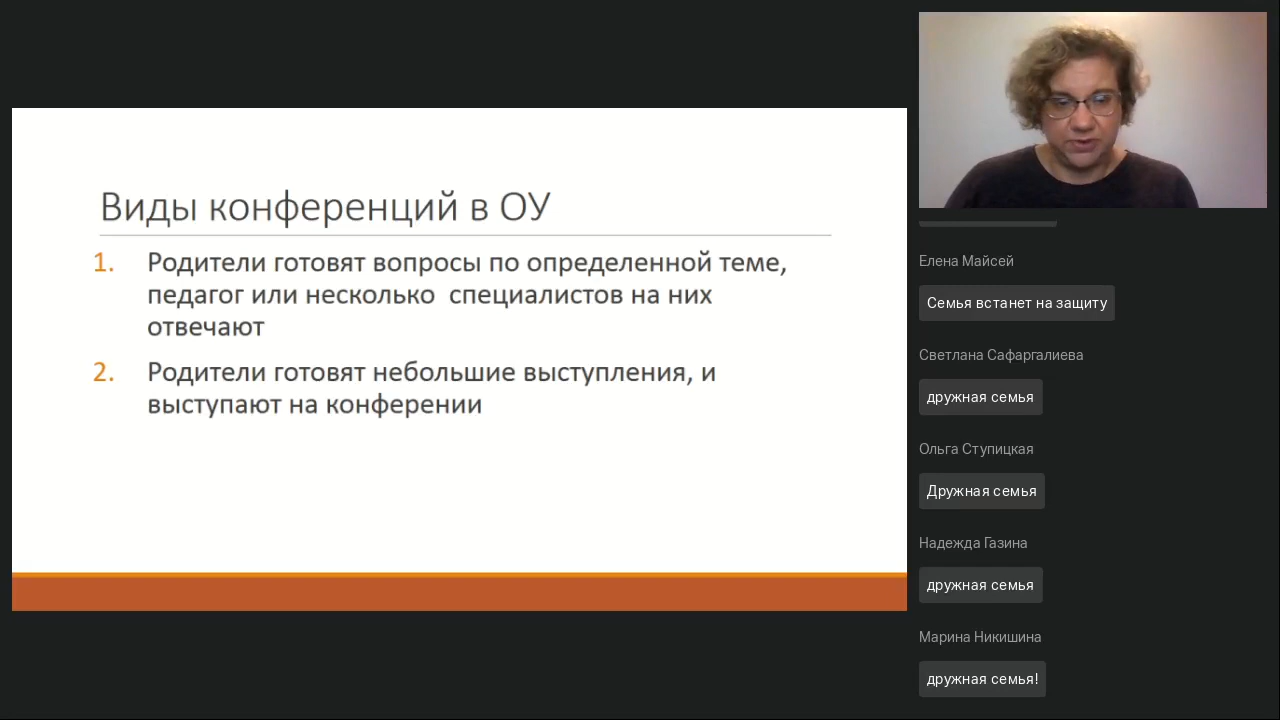 Виды конференций в ОУ
1. Родители готовят вопросы по определенной теме,
педагог или несколько специалистов на них
отвечают
2. Родители готовят небольшие выступления, и
выступают на конферении
Елена Майсей
Семья встанет на защиту
Светлана Сафаргалиева
дружная семья
Ольга Ступицкая
Дружная семья
Надежда Газина
дружная семья
Марина Никишина
дружная семья!